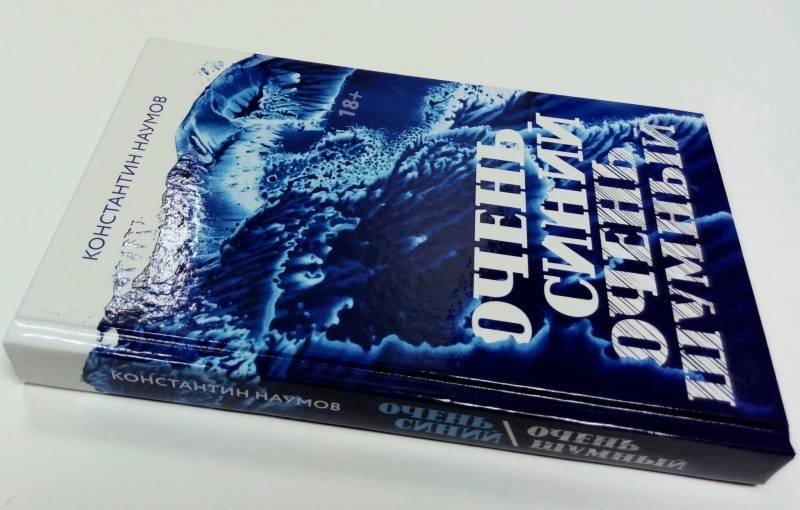 КОНСТАНТИН НАУМОВ
18+
ОЧЕНЬ
СИНИЙ
ОЧЕНЬ
ШУМНЫЙ
КОНСТАНТИН НАУМОВ
ОЧЕНЬ
СИНИЙ
\
ОЧЕНЬ
ШУМНЫЙ